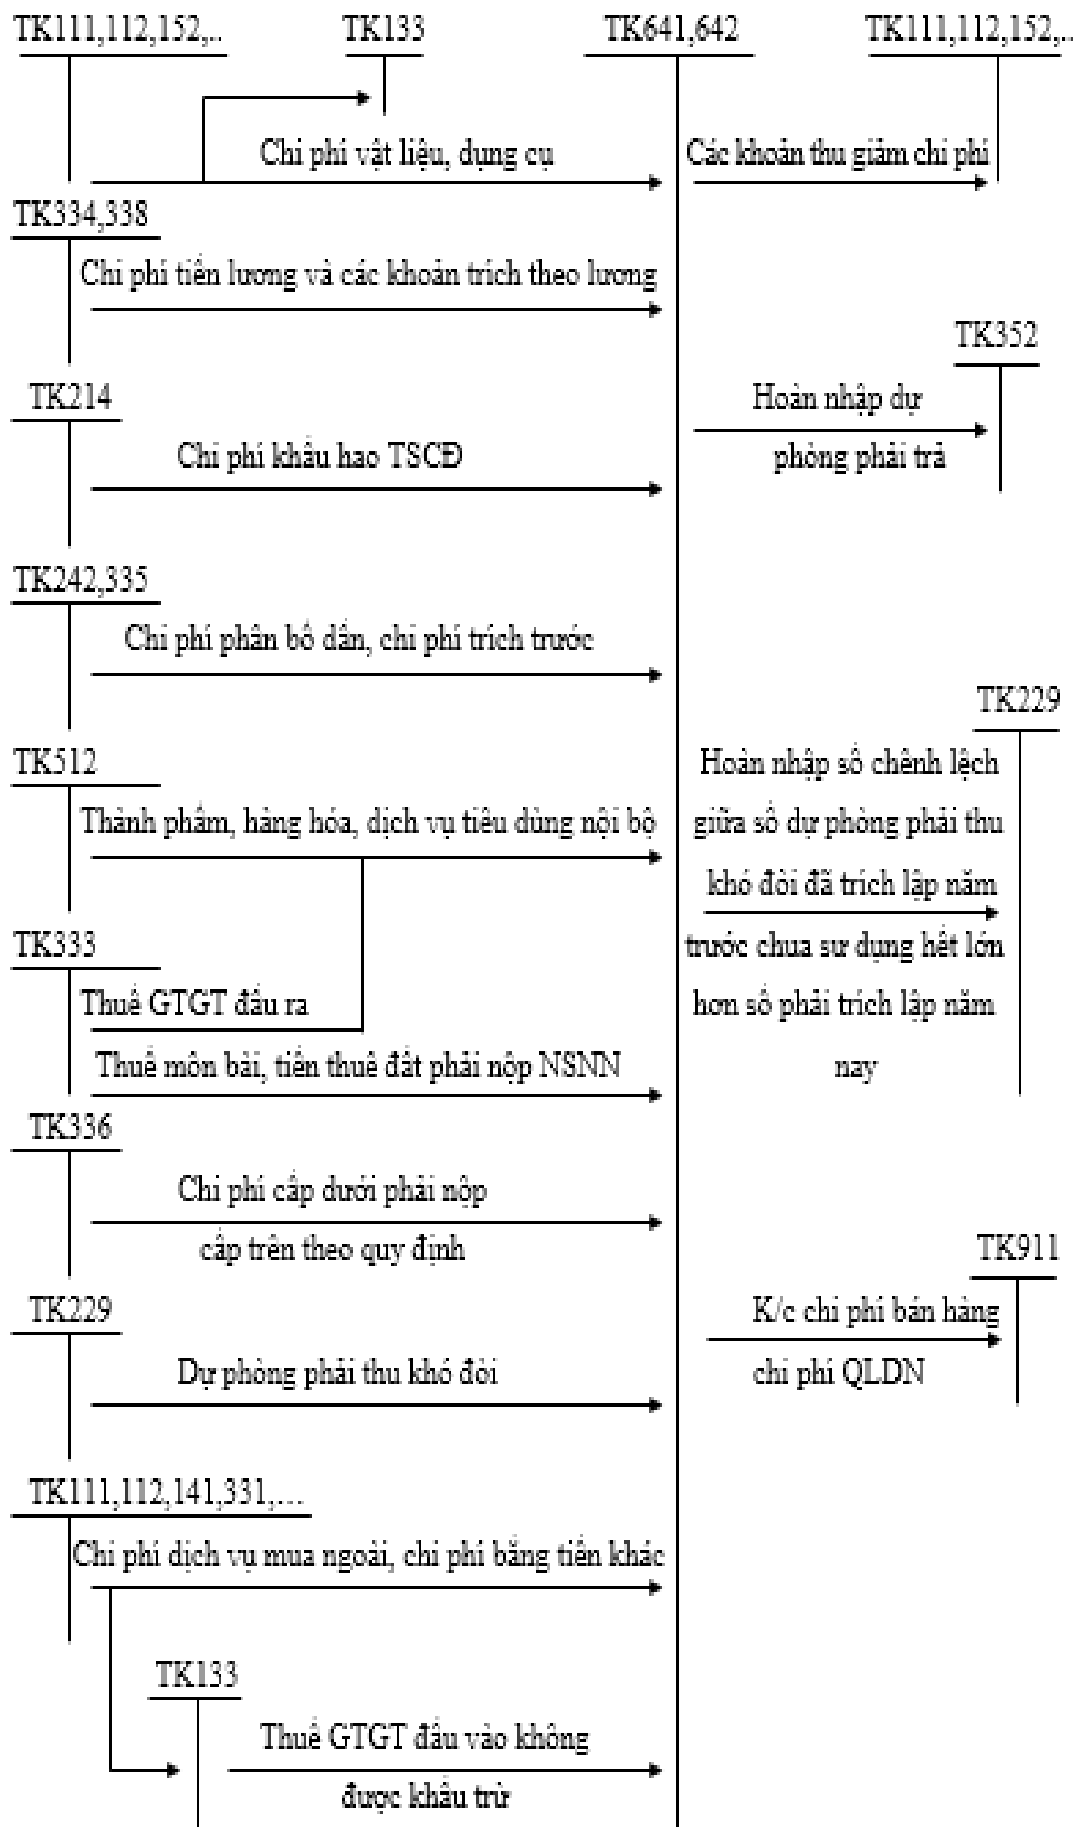 TK111,112,152,..
TK133
TK641,642
TK111,112,152,..
Chi phí vật liệu, dụng cụ
Các khoản thu giảm chi phí
TK334,338
Chi phí tiền lương và các khoản trích theo lương
TK352
TK214
Hoàn nhập dự
phòng phải trả
Chi phí khấu hao TSCĐ
TK242,335
Chi phí phân bổ dần, chi phí trích trước
TK229
TK512
Hoàn nhập số chênh lệch
giữa số dự phòng phải thu
khó đòi đã trích lập năm
trước chưa sử dụng hết lớn
hơn số phải trích lập năm
nay
Thành phẩm, hàng hóa, dịch vụ tiêu dùng nội bộ
TK333
Thuế GTGT đầu ra
Thuế môn bài, tiền thuê đất phải nộp NSNN
TK336
Chi phí cấp dưới phải nộp
cấp trên theo quy định
TK911
TK229
K/c chi phí bán hàng
chi phí QLDN
Dự phòng phải thu khó đòi
TK111,112,141,331,...
Chi phí dịch vụ mua ngoài, chi phí bằng tiền khác
TK133
Thuế GTGT đầu vào không
được khấu trừ